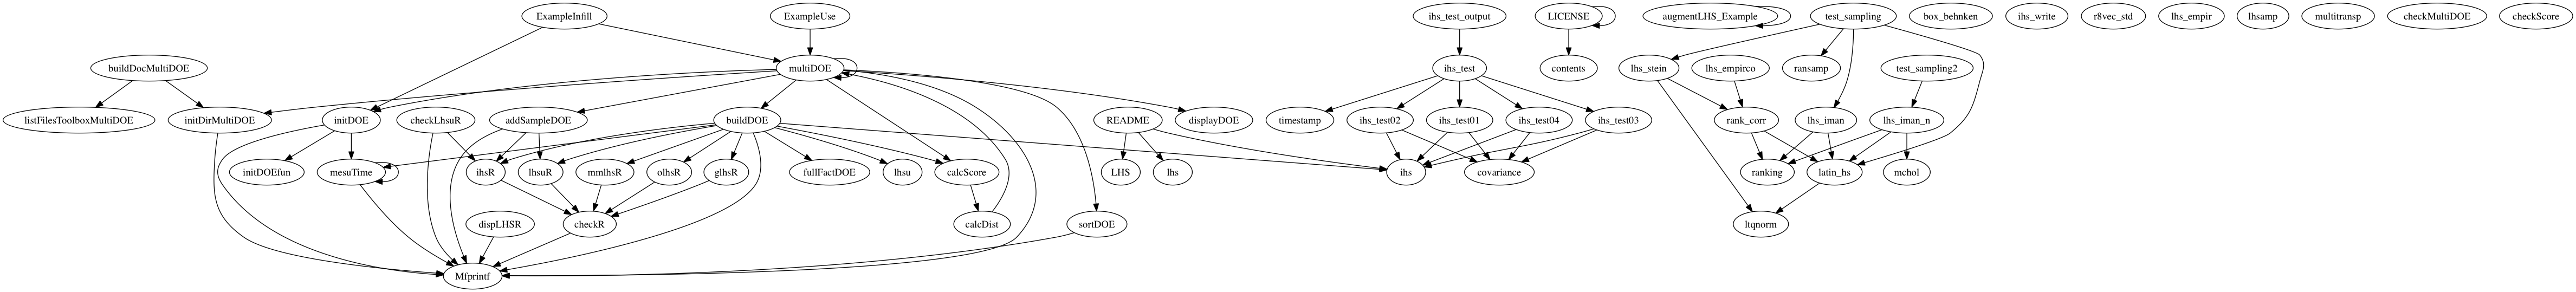 ExampleInfill
ExampleUse
ihs_test_output
LICENSE
augmentLHS_Example
test_sampling
box_behnken
ihs_write
r8vec_std
lhs_empir
lhsamp
multitransp
checkMultiDOE
checkScore
buildDocMultiDOE
multiDOE
ihs_test
contents
lhs_stein
lhs_empirco
ransamp
test_sampling2
listFilesToolboxMultiDOE
initDirMultiDOE
initDOE
checkLhsuR
addSampleDOE
buildDOE
README
displayDOE
timestamp
ihs_test02
ihs_test01
ihs_test04
ihs_test03
rank_corr
lhs_iman
lhs_iman_n
initDOEfun
mesuTime
ihsR
lhsuR
mmlhsR
olhsR
glhsR
fullFactDOE
lhsu
calcScore
LHS
lhs
ihs
covariance
ranking
latin_hs
mchol
dispLHSR
checkR
calcDist
sortDOE
ltqnorm
Mfprintf